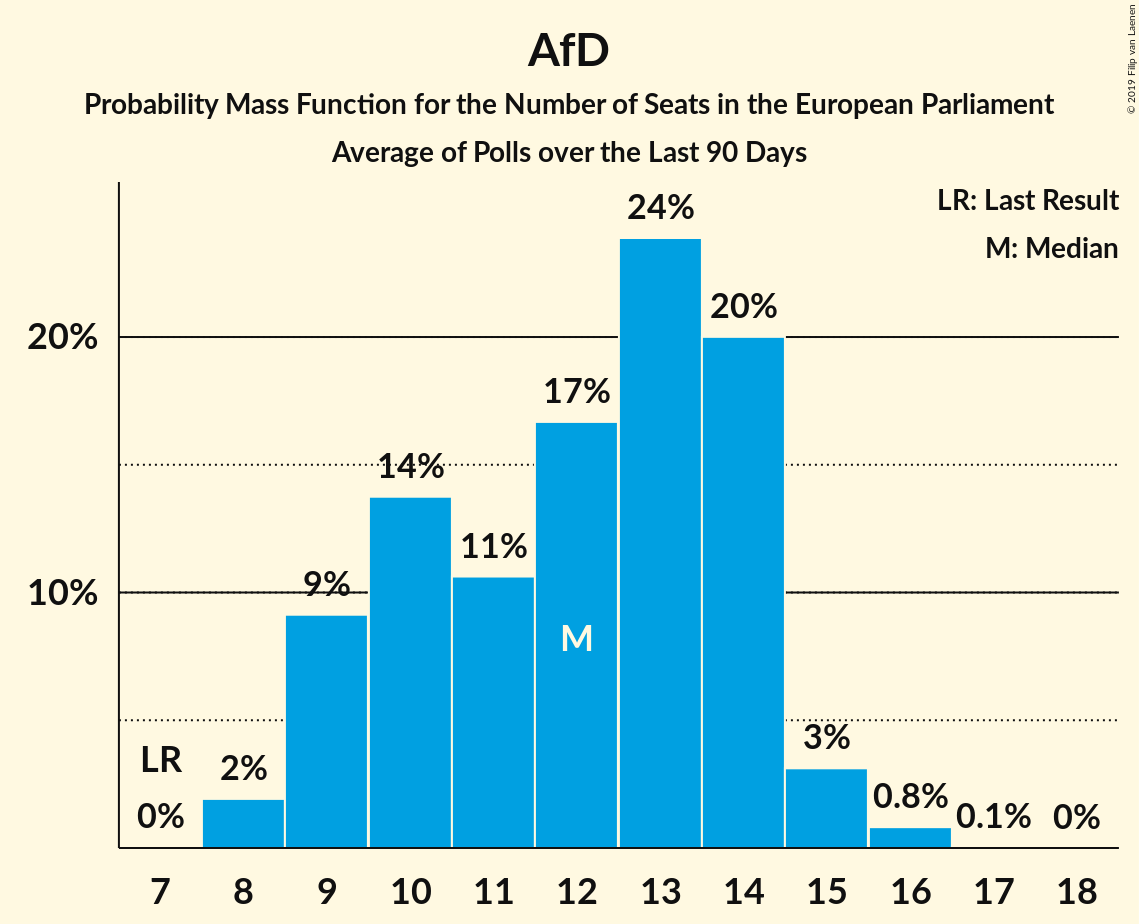 AfD
Probability Mass Function for the Number of Seats in the European Parliament
Average of Polls over the Last 90 Days
© 2019 Filip van Laenen
LR: Last Result
M: Median
24%
20%
20%
17%
14%
11%
10%
9%
M
LR
3%
2%
0.8%
0%
0.1%
0%
7 8 9 10 11 12 13 14 15 16 17 18